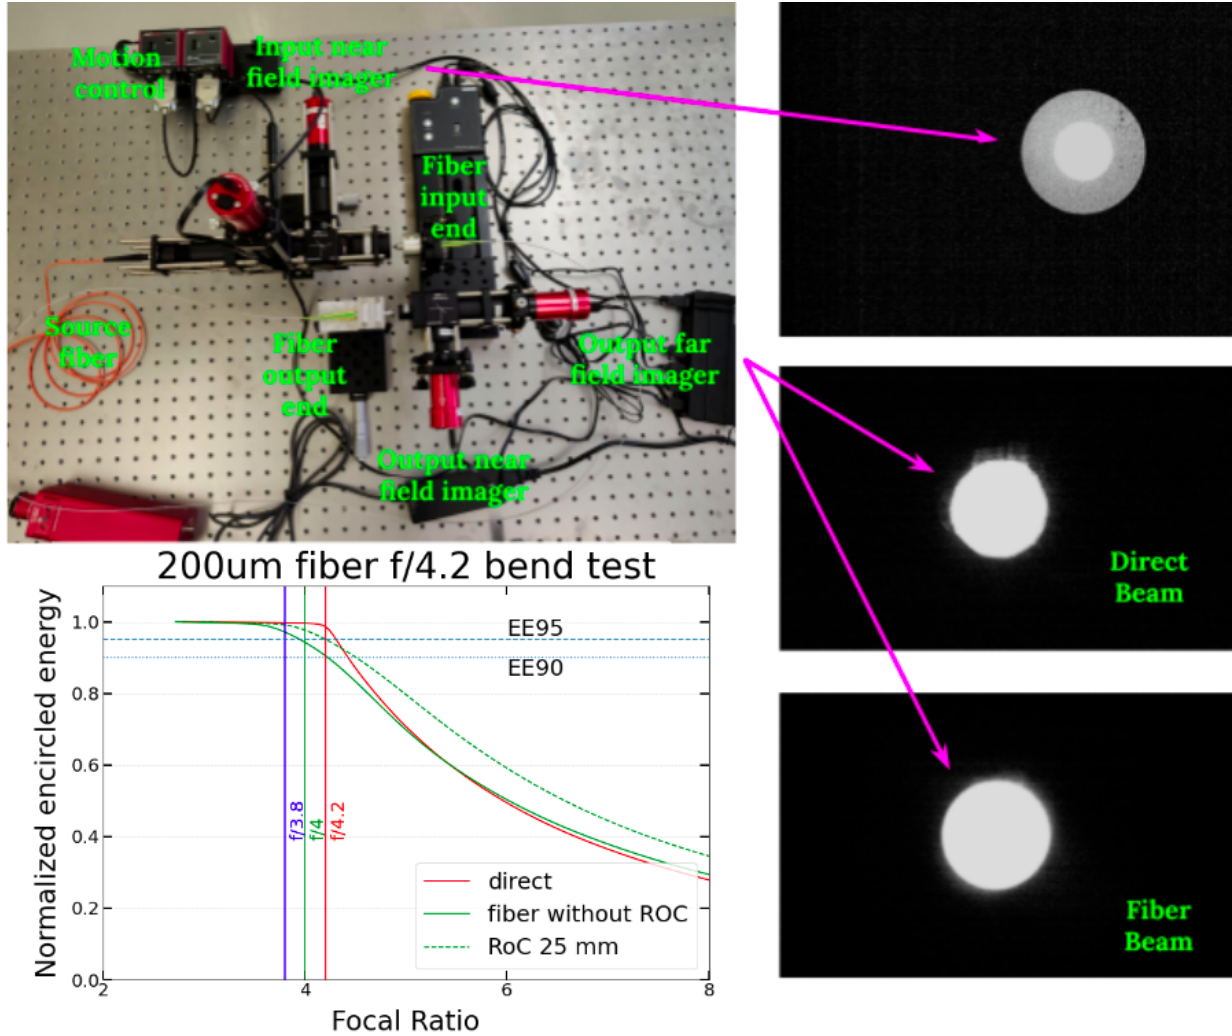 Motion
control
Input near
field imager
Fiber
input
end
Source
fiber
Fiber
output
end
Output far
field imager
Output near
field imager
Direct
Beam
Fiber
Beam
200um fiber f/4.2 bend test
Normalized encircled energy
1.0
0.8
0.6
0.4
0.2
0.0
EE95
EE90
f/3.8
f/4
f/4.2
direct
fiber without ROC
RoC 25 mm
2
4
6
8
Focal Ratio